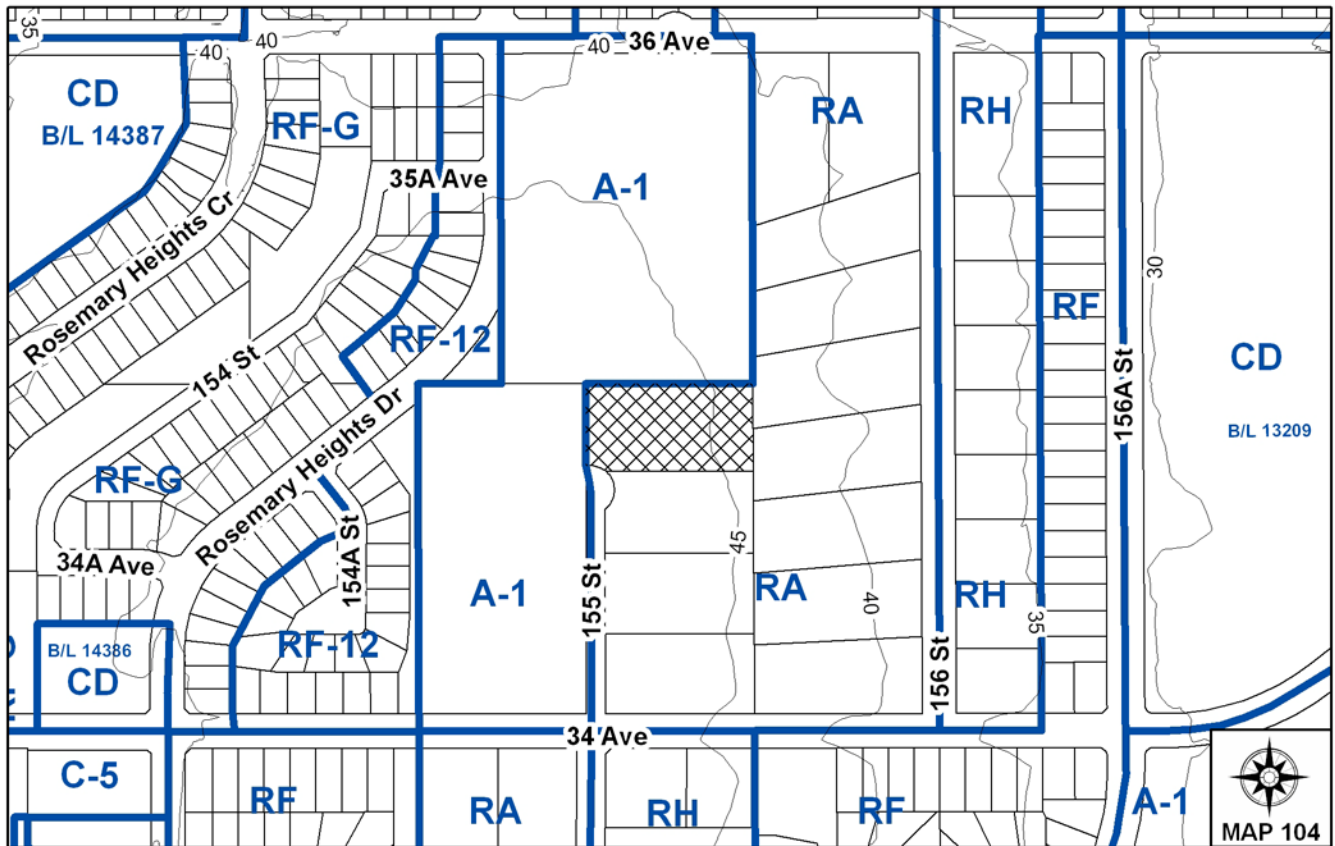 35
40
40
40
36 Ave
CD
B/L 14387
RF-G
RA
RH
35A Ave
A-1
Rosemary Heights Cr
30
RF
RF-12
154 St
CD
156A St
B/L 13209
Rosemary Heights Dr
RF-G
45
34A Ave
154A St
A-1
155 St
RA
40
RH
35
RF-12
B/L 14386
CD
156 St
34 Ave
C-5
RF
RA
RH
RF
A-1
MAP 104